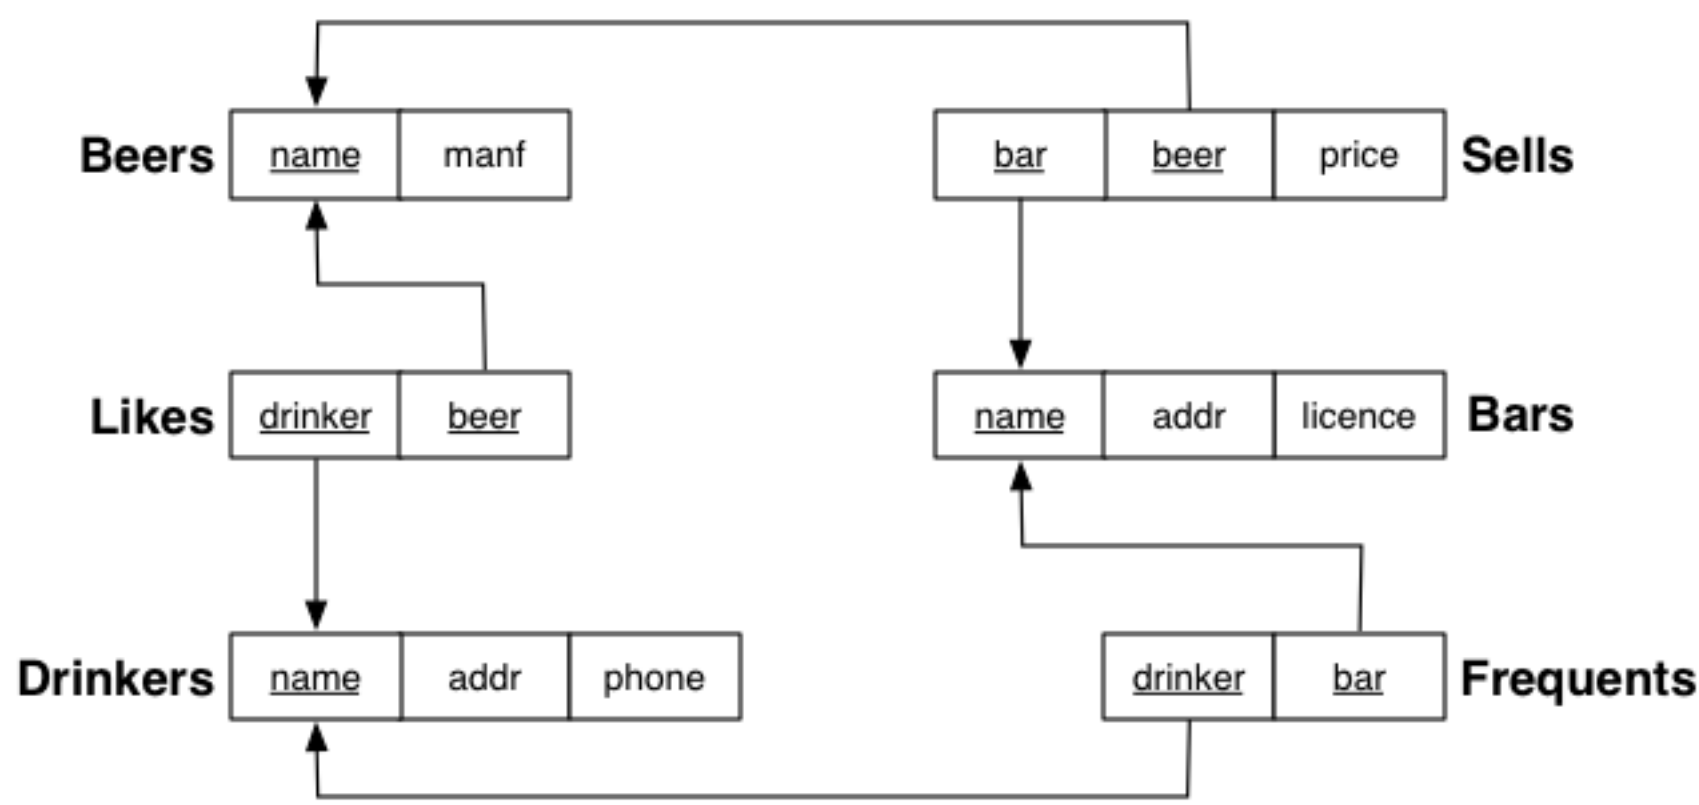 Beers name manf
bar beer price Sells
Likes drinker beer
name addr licence Bars
Drinkers name addr phone
drinker bar Frequents